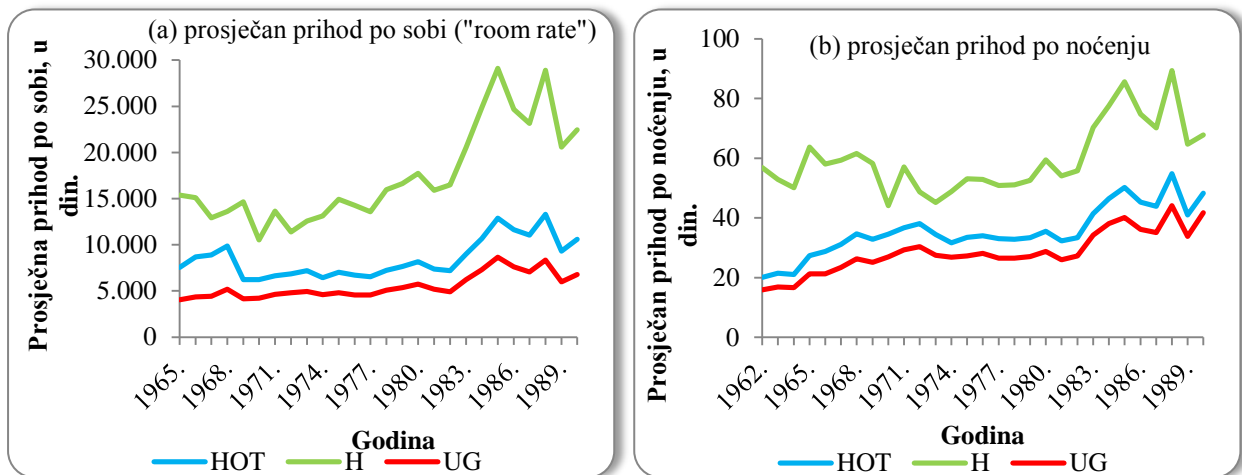 (a) prosječan prihod po sobi ("room rate")
Prosječna prihod po sobi, u
din.
30.000
25.000
20.000
15.000
10.000
5.000
0
1965.
1968.
1971.
1974.
1977.
1980.
1983.
1986.
1989.
Godina
HOT
H
UG
(b) prosječan prihod po noćenju
Prosječan prihod po noćenju, u
din.
100
80
60
40
20
0
1962.
1965.
1968.
1971.
1974.
1977.
1980.
1983.
1986.
1989.
Godina
HOT
H
UG